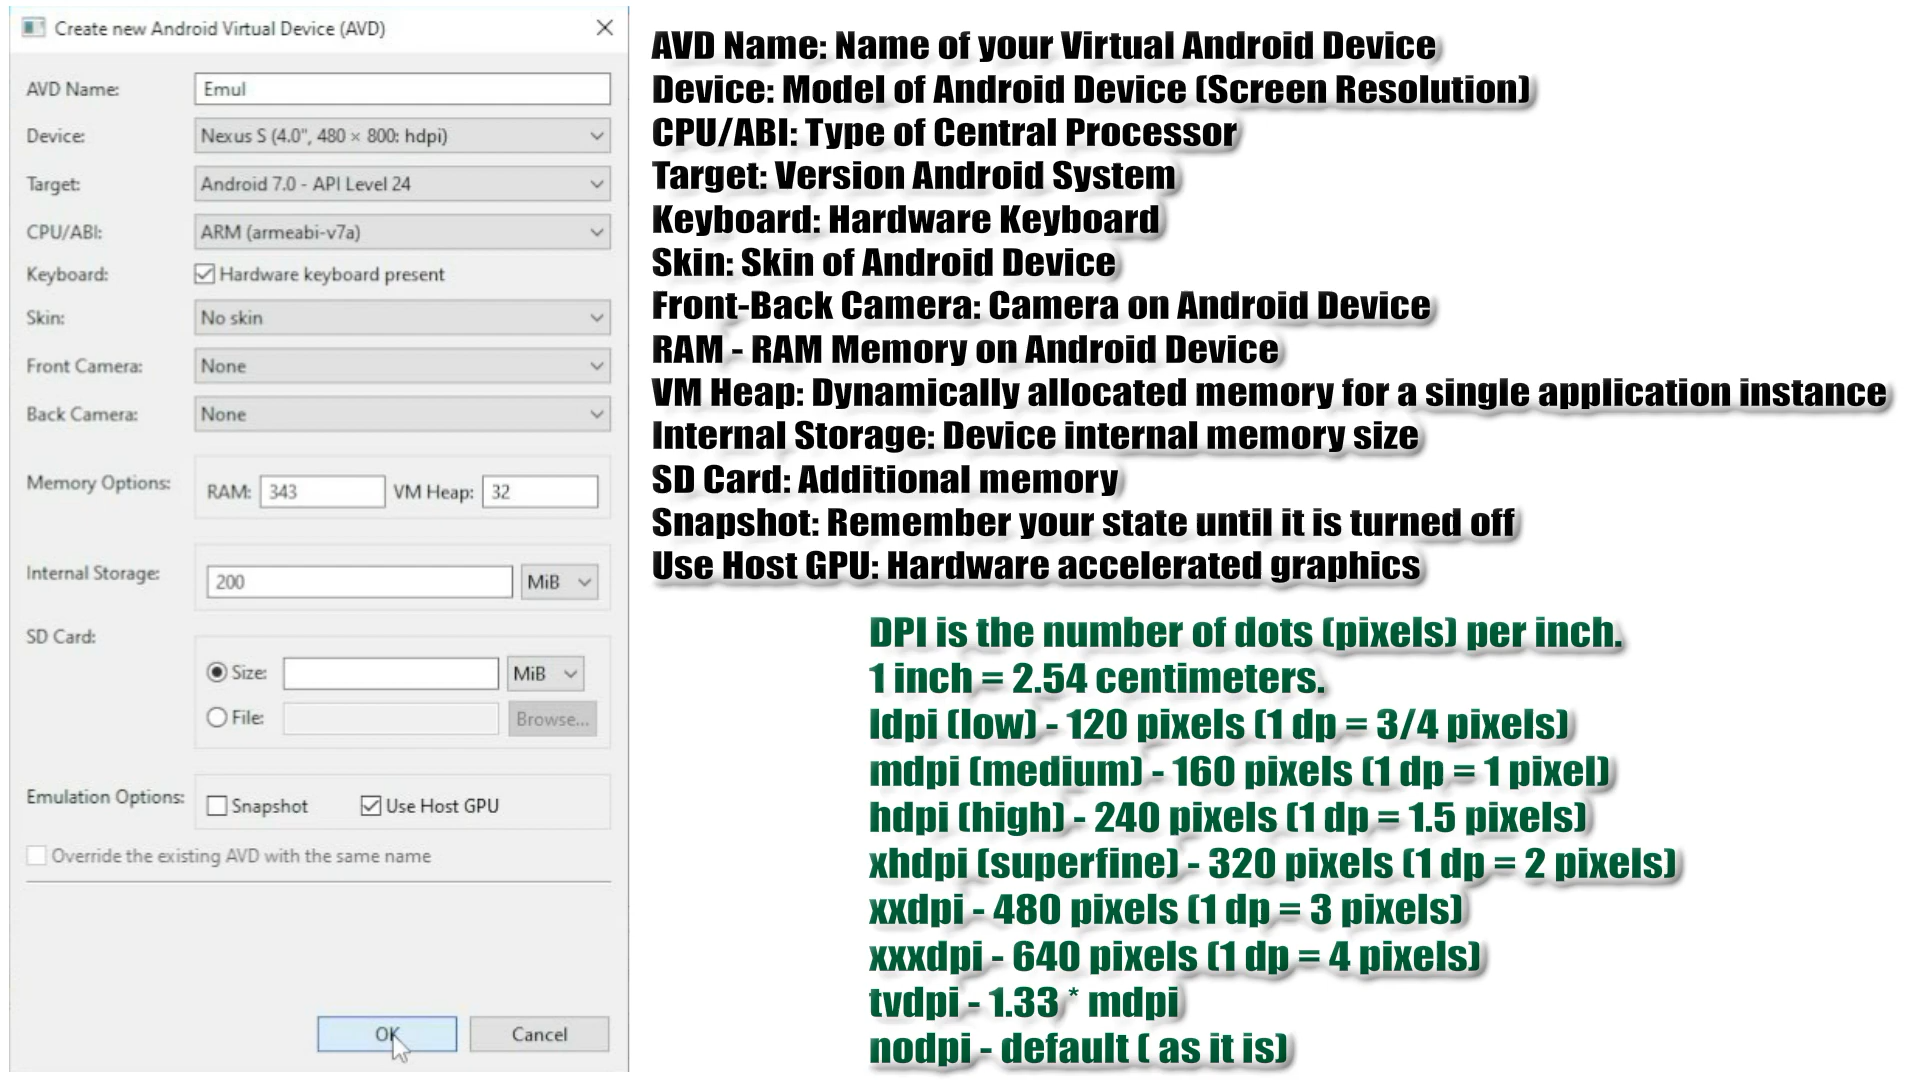 Create new Android Virtual Device (AVD)
AVD Name: Emul
Device: Nexus S (4.0", 480 × 800: hdpi)
Target: Android 7.0 - API Level 24
CPU/ABI: ARM (armeabi-v7a)
Keyboard: Hardware keyboard present
Skin: No skin
Front Camera: None
Back Camera: None
Memory Options: RAM: 343 VM Heap: 32
Internal Storage: 200 MiB
SD Card:
Size: MiB
File: Browse...
Emulation Options: Snapshot Use Host GPU
Override the existing AVD with the same name
OK Cancel
AVD Name: Name of your Virtual Android Device
Device: Model of Android Device (Screen Resolution)
CPU/ABI: Type of Central Processor
Target: Version Android System
Keyboard: Hardware Keyboard
Skin: Skin of Android Device
Front-Back Camera: Camera on Android Device
RAM - RAM Memory on Android Device
VM Heap: Dynamically allocated memory for a single application instance
Internal Storage: Device internal memory size
SD Card: Additional memory
Snapshot: Remember your state until it is turned off
Use Host GPU: Hardware accelerated graphics
DPI is the number of dots (pixels) per inch.
1 inch = 2.54 centimeters.
ldpi (low) - 120 pixels (1 dp = 3/4 pixels)
mdpi (medium) - 160 pixels (1 dp = 1 pixel)
hdpi (high) - 240 pixels (1 dp = 1.5 pixels)
xhdpi (superfine) - 320 pixels (1 dp = 2 pixels)
xxdpi - 480 pixels (1 dp = 3 pixels)
xxxdpi - 640 pixels (1 dp = 4 pixels)
tvdpi - 1.33 * mdpi
nodpi - default ( as it is)